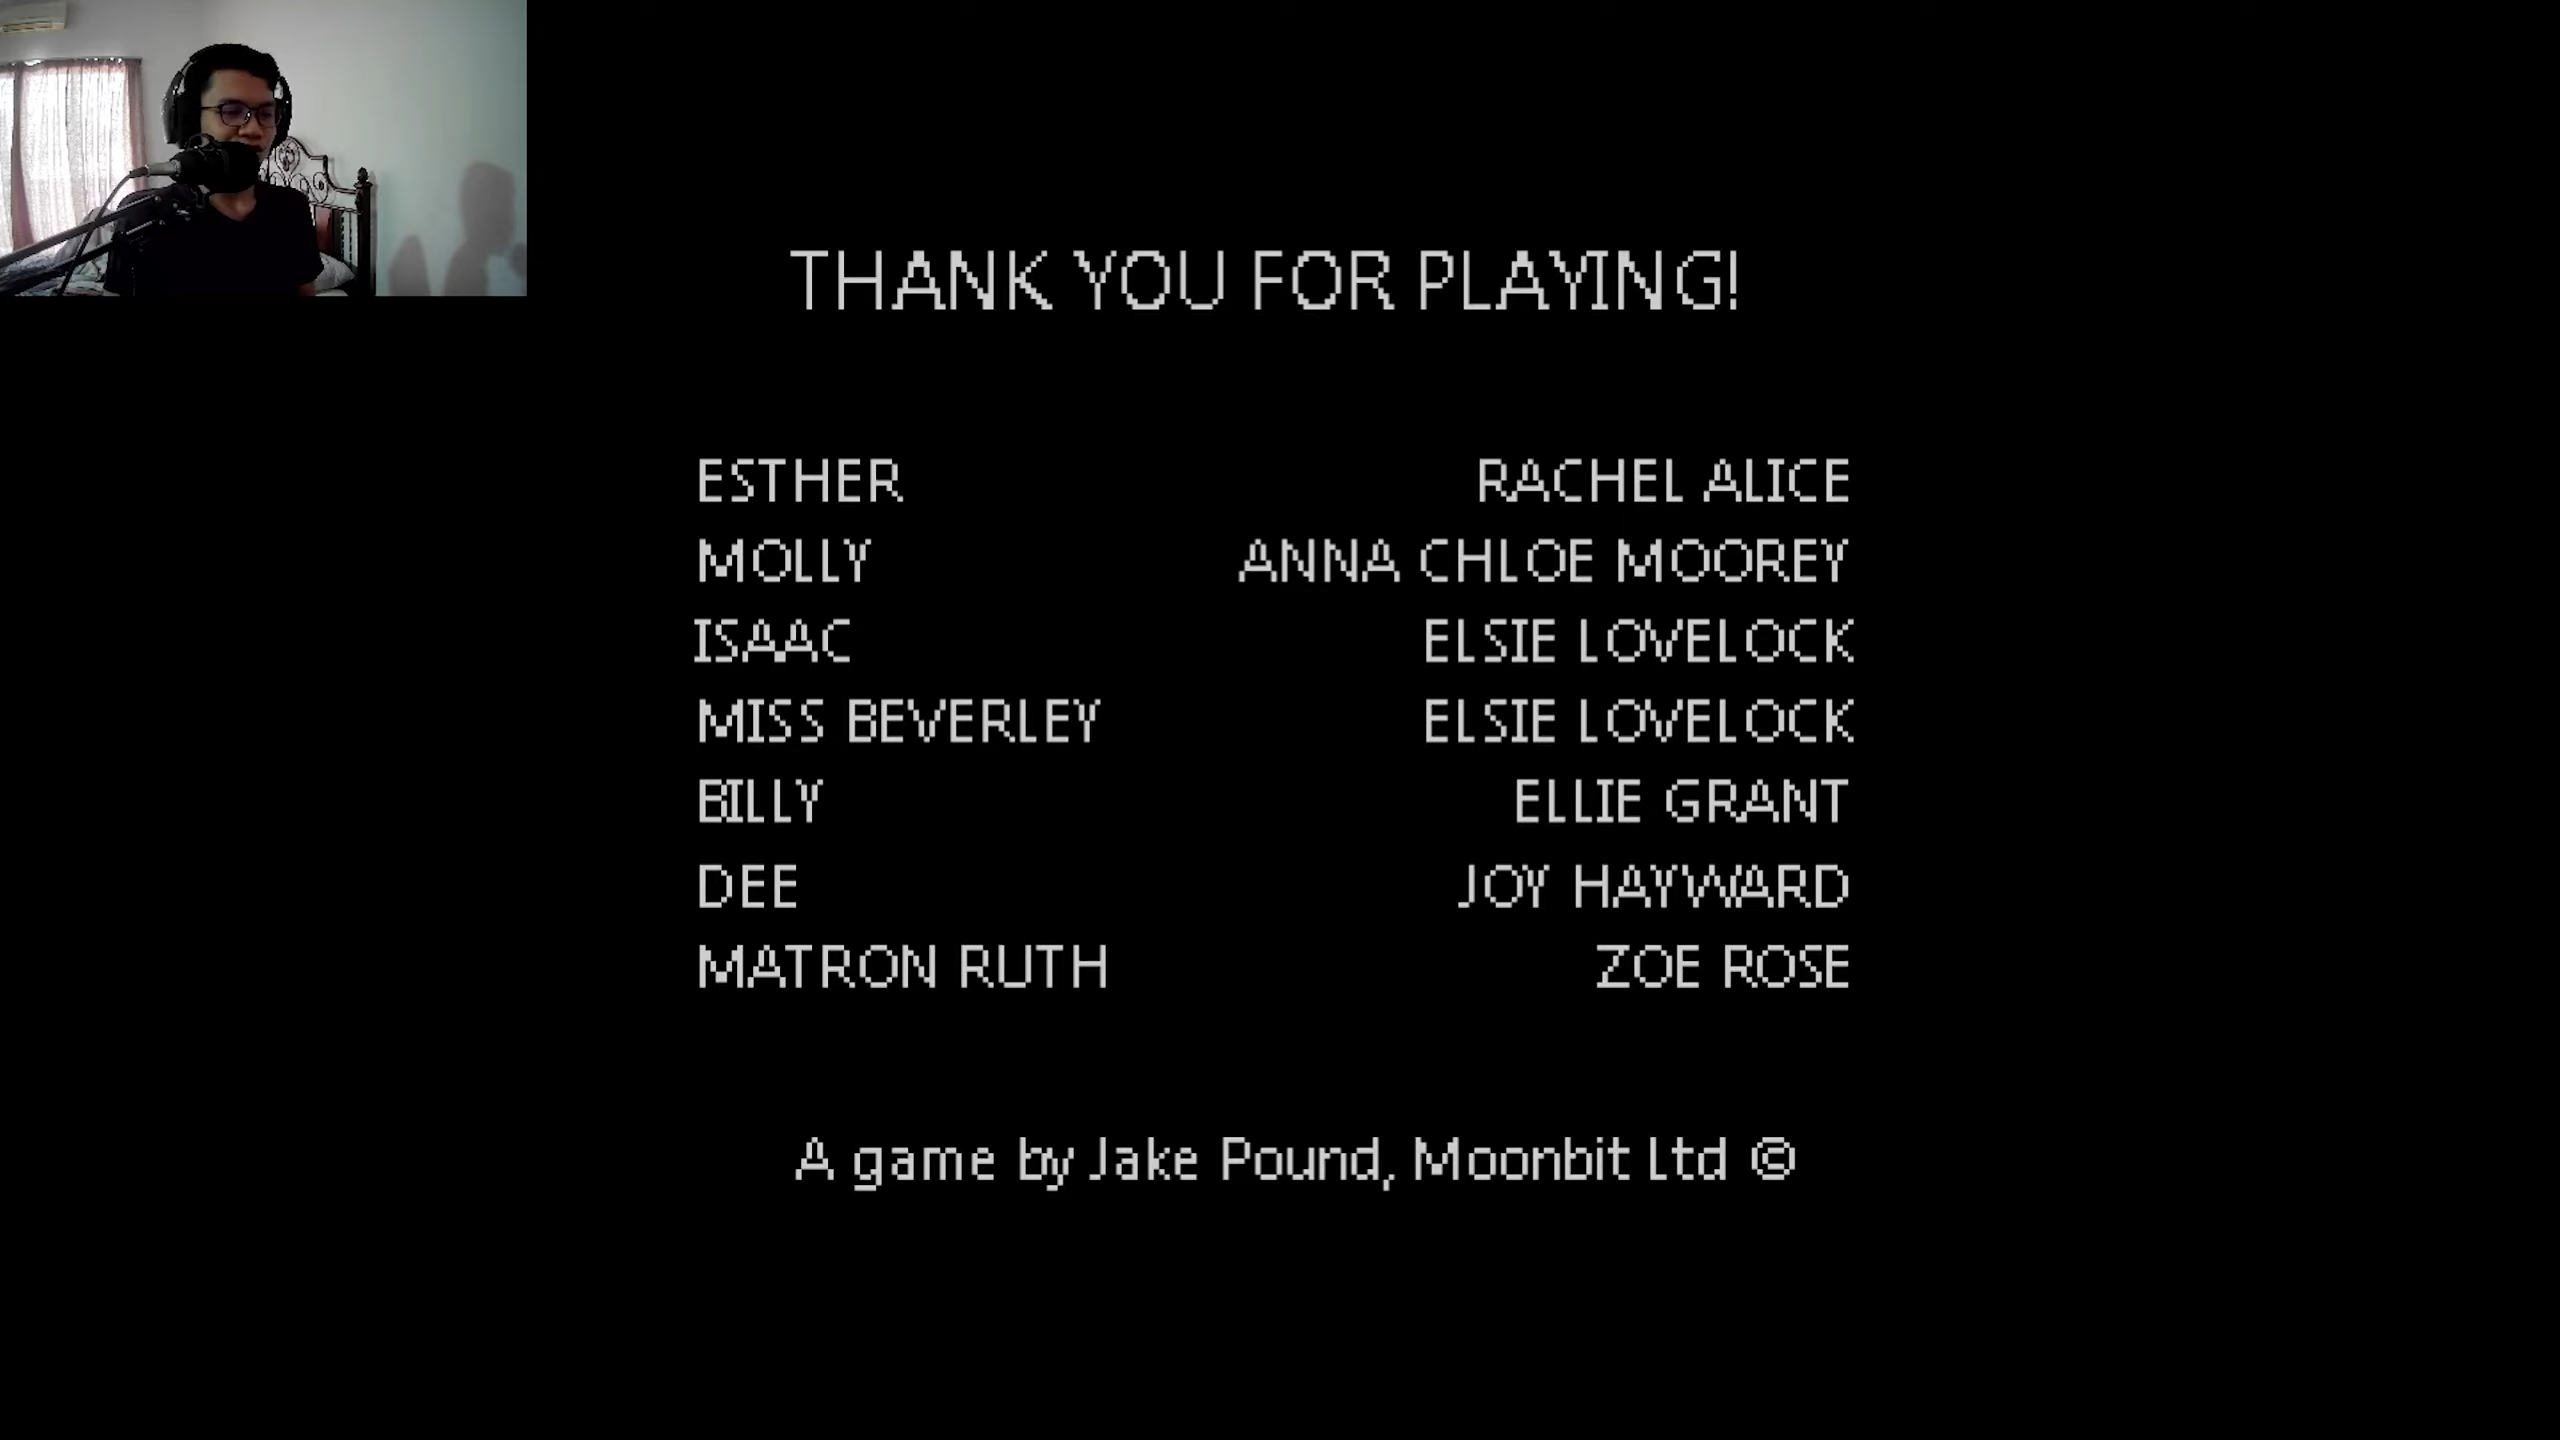 THANK YOU FOR PLAYING!
ESTHER RACHEL ALICE
MOLLY ANNA CHLOE MOOREY
ISAAC ELSIE LOVELOCK
MISS BEVERLEY ELSIE LOVELOCK
BILLY ELLIE GRANT
DEE JOY HAYWARD
MATRON RUTH ZOE ROSE
A game by Jake Pound, Moonbit Ltd ©